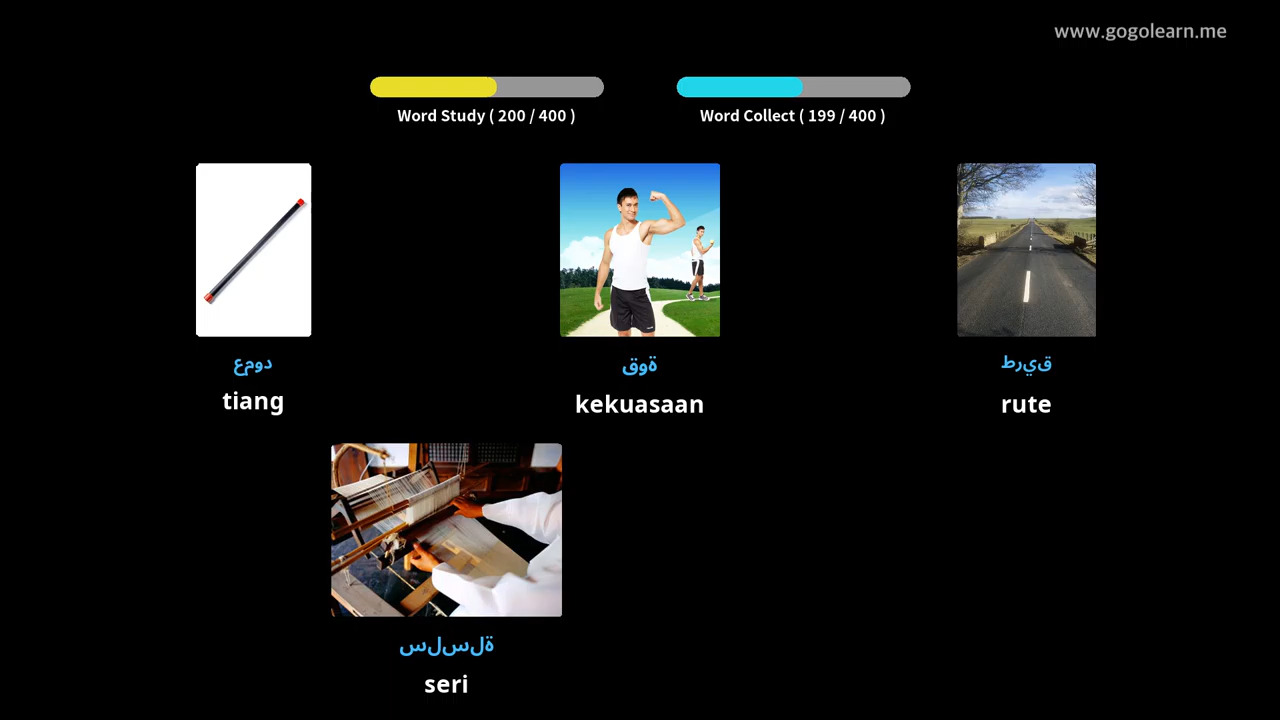 www.gogolearn.me
Word Study ( 200 / 400 )
Word Collect ( 199 / 400 )
عمود
tiang
قوة
kekuasaan
طريق
rute
سلسلة
seri